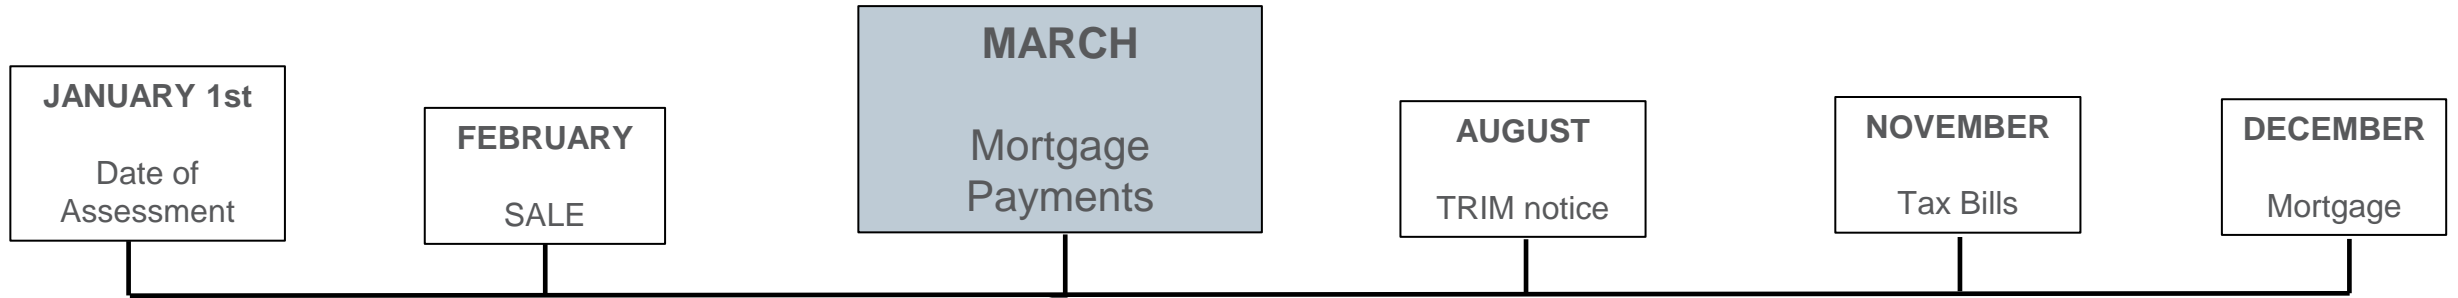 JANUARY 1st
Date of
Assessment
FEBRUARY
SALE
MARCH
Mortgage
Payments
AUGUST
TRIM notice
NOVEMBER
Tax Bills
DECEMBER
Mortgage